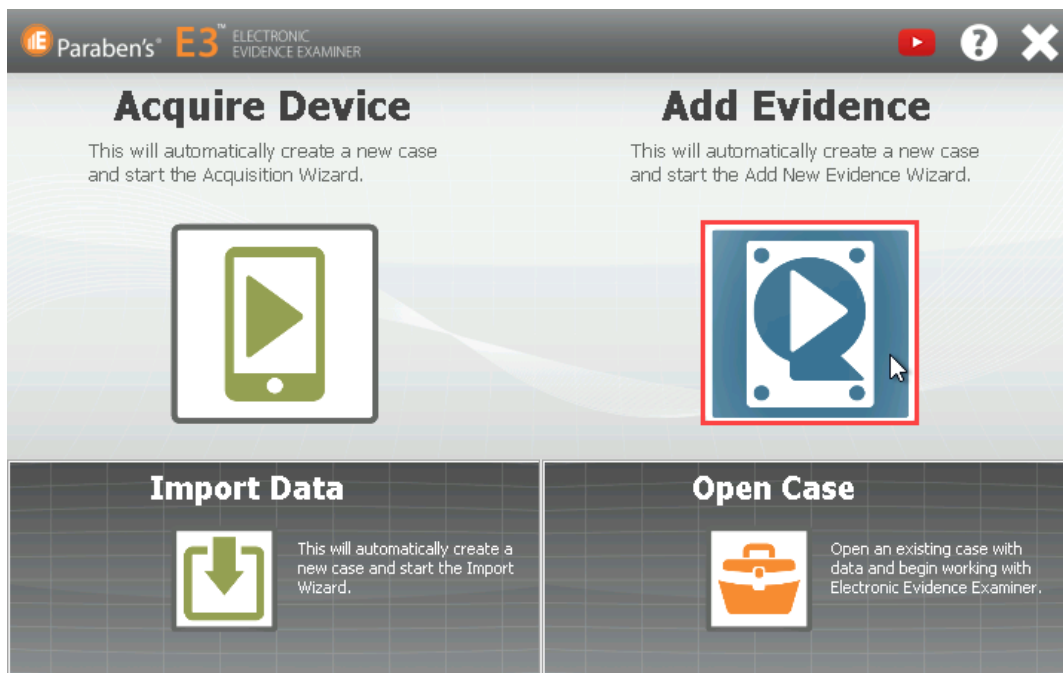 Paraben's® E3™ ELECTRONIC
EVIDENCE EXAMINER
Acquire Device
This will automatically create a new case
and start the Acquisition Wizard.
Add Evidence
This will automatically create a new case
and start the Add New Evidence Wizard.
Import Data
This will automatically create a
new case and start the Import
Wizard.
Open Case
Open an existing case with
data and begin working with
Electronic Evidence Examiner.